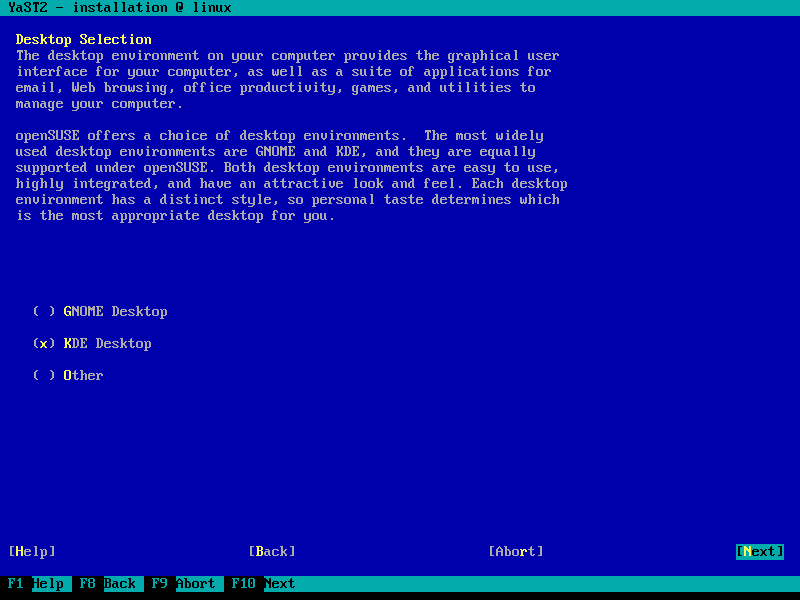 YaST2 - installation @ linux
Desktop Selection
The desktop environment on your computer provides the graphical user
interface for your computer, as well as a suite of applications for
email, Web browsing, office productivity, games, and utilities to
manage your computer.
openSUSE offers a choice of desktop environments.  The most widely
used desktop environments are GNOME and KDE, and they are equally
supported under openSUSE. Both desktop environments are easy to use,
highly integrated, and have an attractive look and feel. Each desktop
environment has a distinct style, so personal taste determines which
is the most appropriate desktop for you.
( ) GNOME Desktop
(x) KDE Desktop
( ) Other
[Help] [Back] [Abort] [Next]
F1 Help F8 Back F9 Abort F10 Next